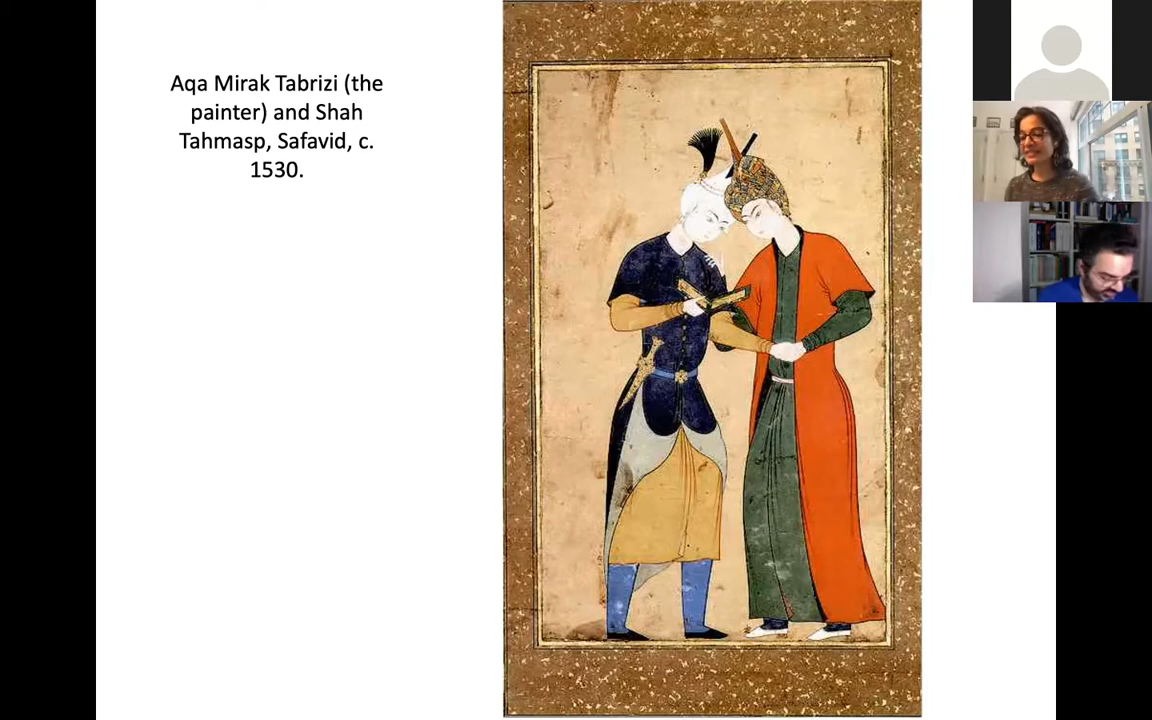 Aqa Mirak Tabrizi (the
painter) and Shah
Tahmasp, Safavid, c.
1530.